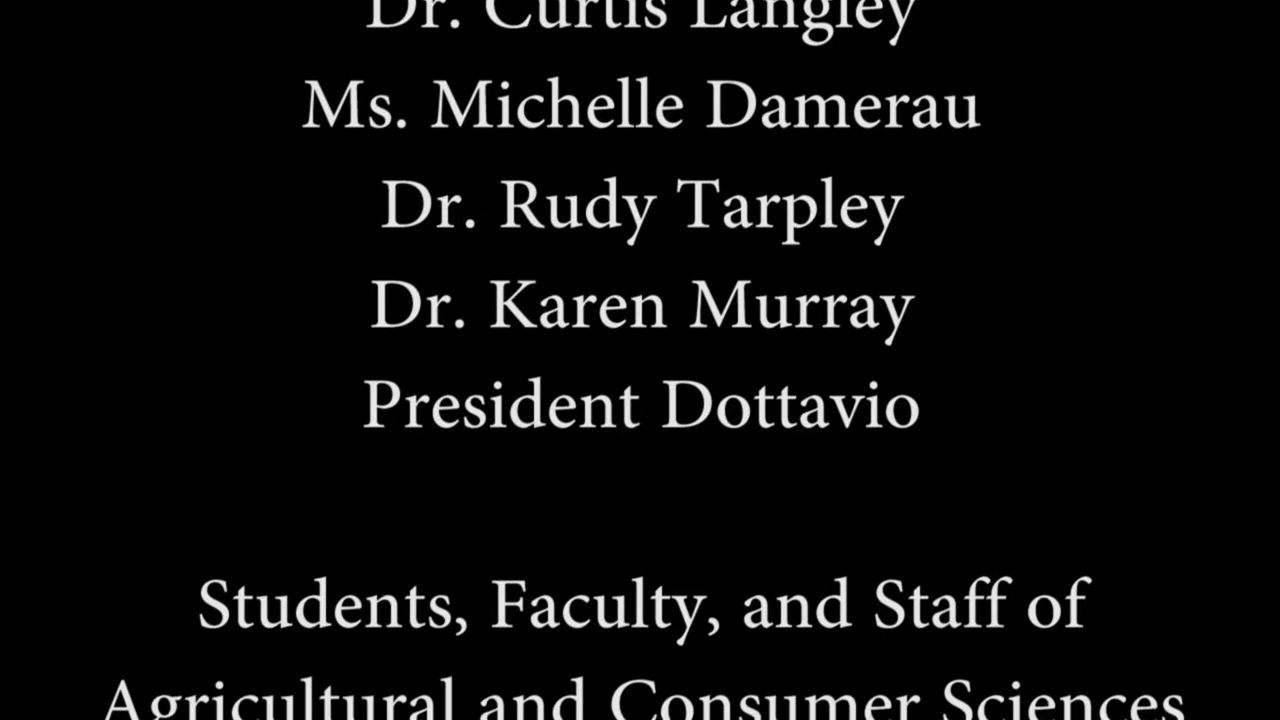 Dr. Curtis Langley
Ms. Michelle Damerau
Dr. Rudy Tarpley
Dr. Karen Murray
President Dottavio
Students, Faculty, and Staff of
Agricultural and Consumer Sciences